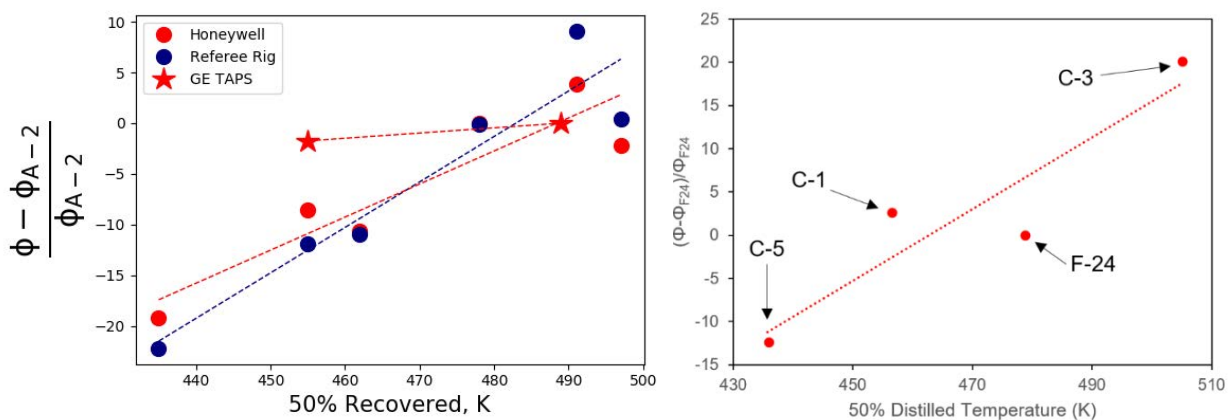 10
5
0
−5
−10
−15
−20
Honeywell
Referee Rig
GE TAPS
ϕ − ϕA−2
ϕA−2
440 450 460 470 480 490 500
50% Recovered, K
25
20
15
10
5
0
-5
-10
-15
(Φ-ΦF24)/ΦF24
C-3
C-1
C-5
F-24
430 450 470 490 510
50% Distilled Temperature (K)